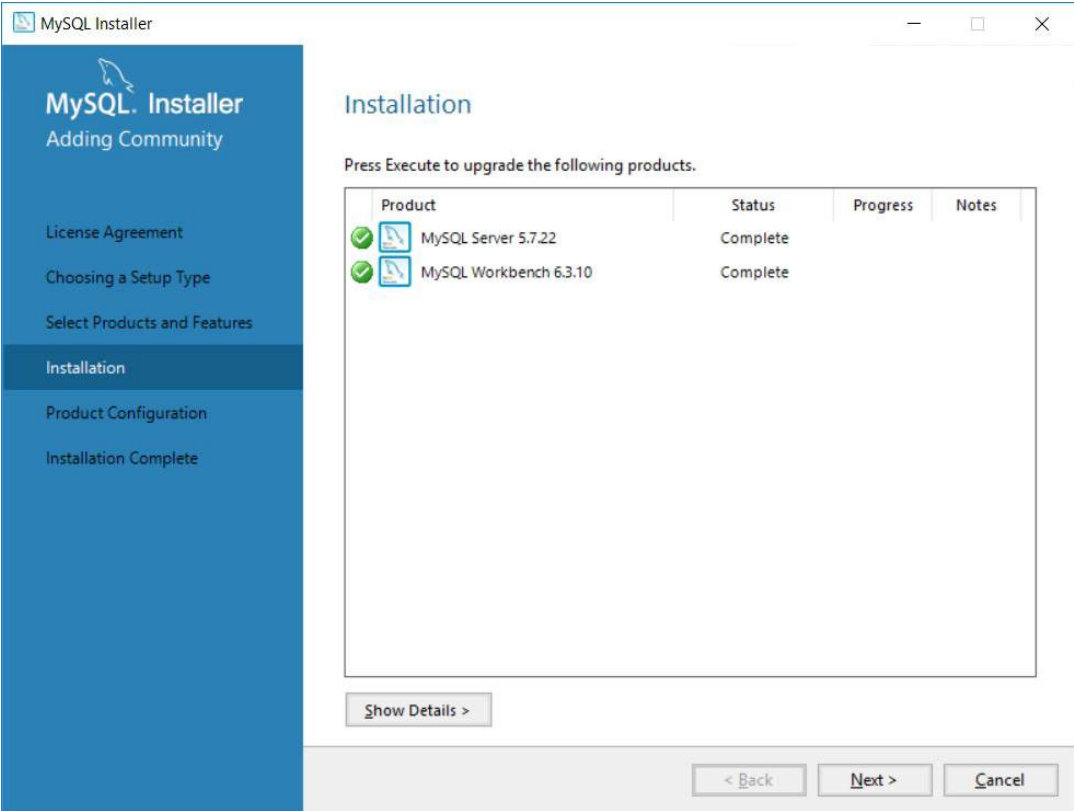 MySQL Installer
MySQL. Installer
Adding Community
License Agreement
Choosing a Setup Type
Select Products and Features
Installation
Product Configuration
Installation Complete
Installation
Press Execute to upgrade the following products.
Product Status Progress Notes
MySQL Server 5.7.22 Complete
MySQL Workbench 6.3.10 Complete
Show Details >
< Back Next > Cancel